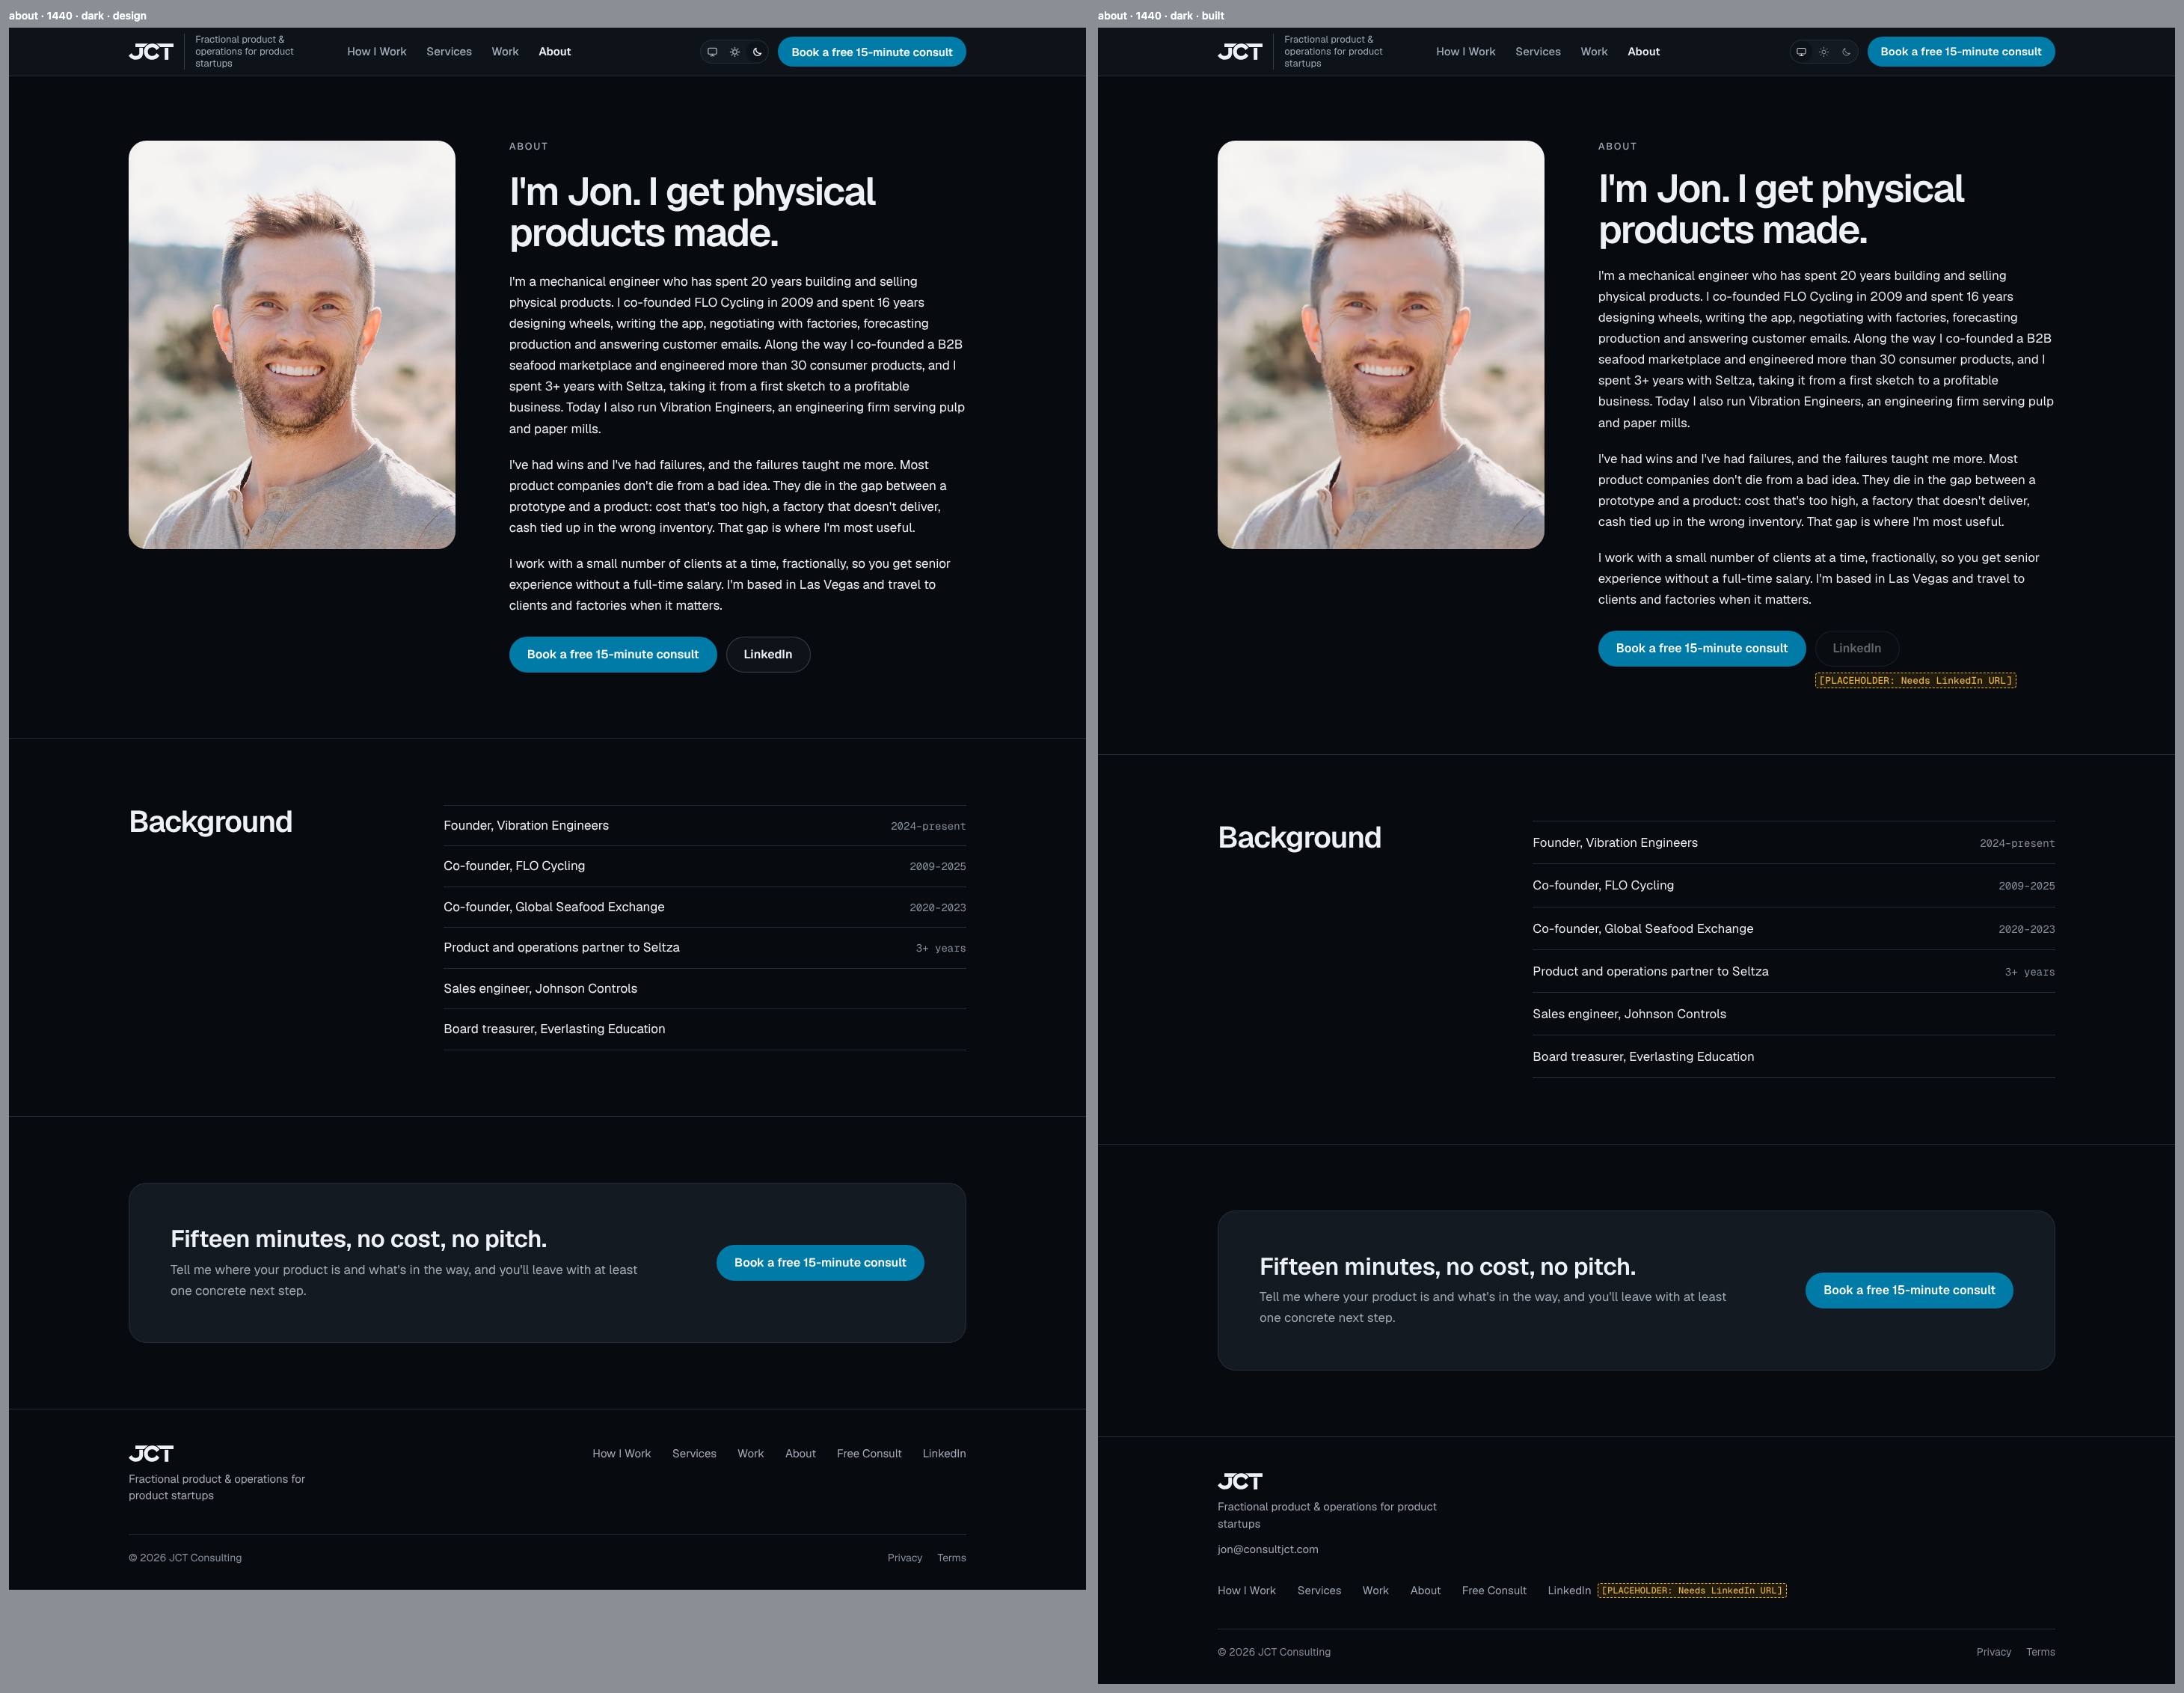 about · 1440 · dark · design
JCT
Fractional product &
operations for product
startups
How I Work
Services
Work
About
Book a free 15-minute consult
ABOUT
I'm Jon. I get physical
products made.
I'm a mechanical engineer who has spent 20 years building and selling
physical products. I co-founded FLO Cycling in 2009 and spent 16 years
designing wheels, writing the app, negotiating with factories, forecasting
production and answering customer emails. Along the way I co-founded a B2B
seafood marketplace and engineered more than 30 consumer products, and I
spent 3+ years with Seltza, taking it from a first sketch to a profitable
business. Today I also run Vibration Engineers, an engineering firm serving pulp
and paper mills.
I've had wins and I've had failures, and the failures taught me more. Most
product companies don't die from a bad idea. They die in the gap between a
prototype and a product: cost that's too high, a factory that doesn't deliver,
cash tied up in the wrong inventory. That gap is where I'm most useful.
I work with a small number of clients at a time, fractionally, so you get senior
experience without a full-time salary. I'm based in Las Vegas and travel to
clients and factories when it matters.
Book a free 15-minute consult
LinkedIn
Background
Founder, Vibration Engineers 2024–present
Co-founder, FLO Cycling 2009–2025
Co-founder, Global Seafood Exchange 2020–2023
Product and operations partner to Seltza 3+ years
Sales engineer, Johnson Controls
Board treasurer, Everlasting Education
Fifteen minutes, no cost, no pitch.
Tell me where your product is and what's in the way, and you'll leave with at least
one concrete next step.
Book a free 15-minute consult
JCT
Fractional product & operations for
product startups
How I Work
Services
Work
About
Free Consult
LinkedIn
© 2026 JCT Consulting
Privacy
Terms
about · 1440 · dark · built
JCT
Fractional product &
operations for product
startups
How I Work
Services
Work
About
Book a free 15-minute consult
ABOUT
I'm Jon. I get physical
products made.
I'm a mechanical engineer who has spent 20 years building and selling
physical products. I co-founded FLO Cycling in 2009 and spent 16 years
designing wheels, writing the app, negotiating with factories, forecasting
production and answering customer emails. Along the way I co-founded a B2B
seafood marketplace and engineered more than 30 consumer products, and I
spent 3+ years with Seltza, taking it from a first sketch to a profitable
business. Today I also run Vibration Engineers, an engineering firm serving pulp
and paper mills.
I've had wins and I've had failures, and the failures taught me more. Most
product companies don't die from a bad idea. They die in the gap between a
prototype and a product: cost that's too high, a factory that doesn't deliver,
cash tied up in the wrong inventory. That gap is where I'm most useful.
I work with a small number of clients at a time, fractionally, so you get senior
experience without a full-time salary. I'm based in Las Vegas and travel to
clients and factories when it matters.
Book a free 15-minute consult
LinkedIn
[PLACEHOLDER: Needs LinkedIn URL]
Background
Founder, Vibration Engineers 2024–present
Co-founder, FLO Cycling 2009–2025
Co-founder, Global Seafood Exchange 2020–2023
Product and operations partner to Seltza 3+ years
Sales engineer, Johnson Controls
Board treasurer, Everlasting Education
Fifteen minutes, no cost, no pitch.
Tell me where your product is and what's in the way, and you'll leave with at least
one concrete next step.
Book a free 15-minute consult
JCT
Fractional product & operations for product
startups
jon@consultjct.com
How I Work
Services
Work
About
Free Consult
LinkedIn
[PLACEHOLDER: Needs LinkedIn URL]
© 2026 JCT Consulting
Privacy
Terms